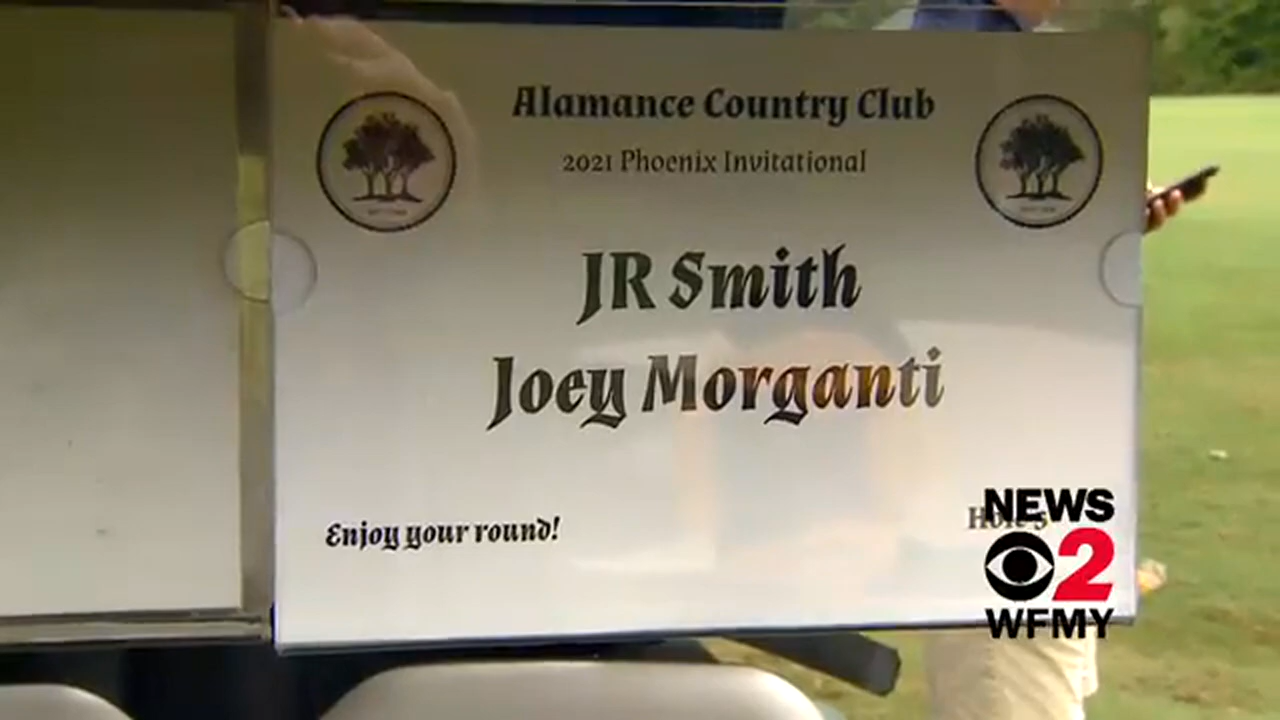 Alamance Country Club
2021 Phoenix Invitational
JR Smith
Joey Morganti
Enjoy your round!
NEWS
2
WFMY